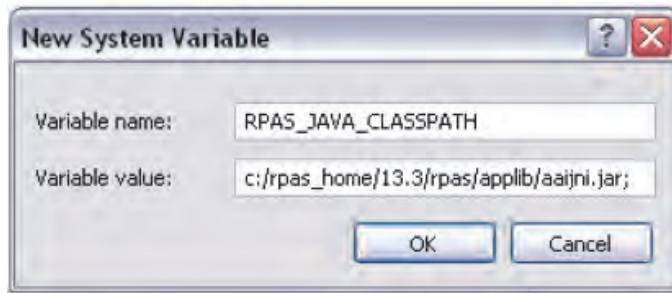 New System Variable
Variable name: RPAS_JAVA_CLASSPATH
Variable value: c:/rpas_home/13.3/rpas/applib/aaijni.jar;
OK Cancel